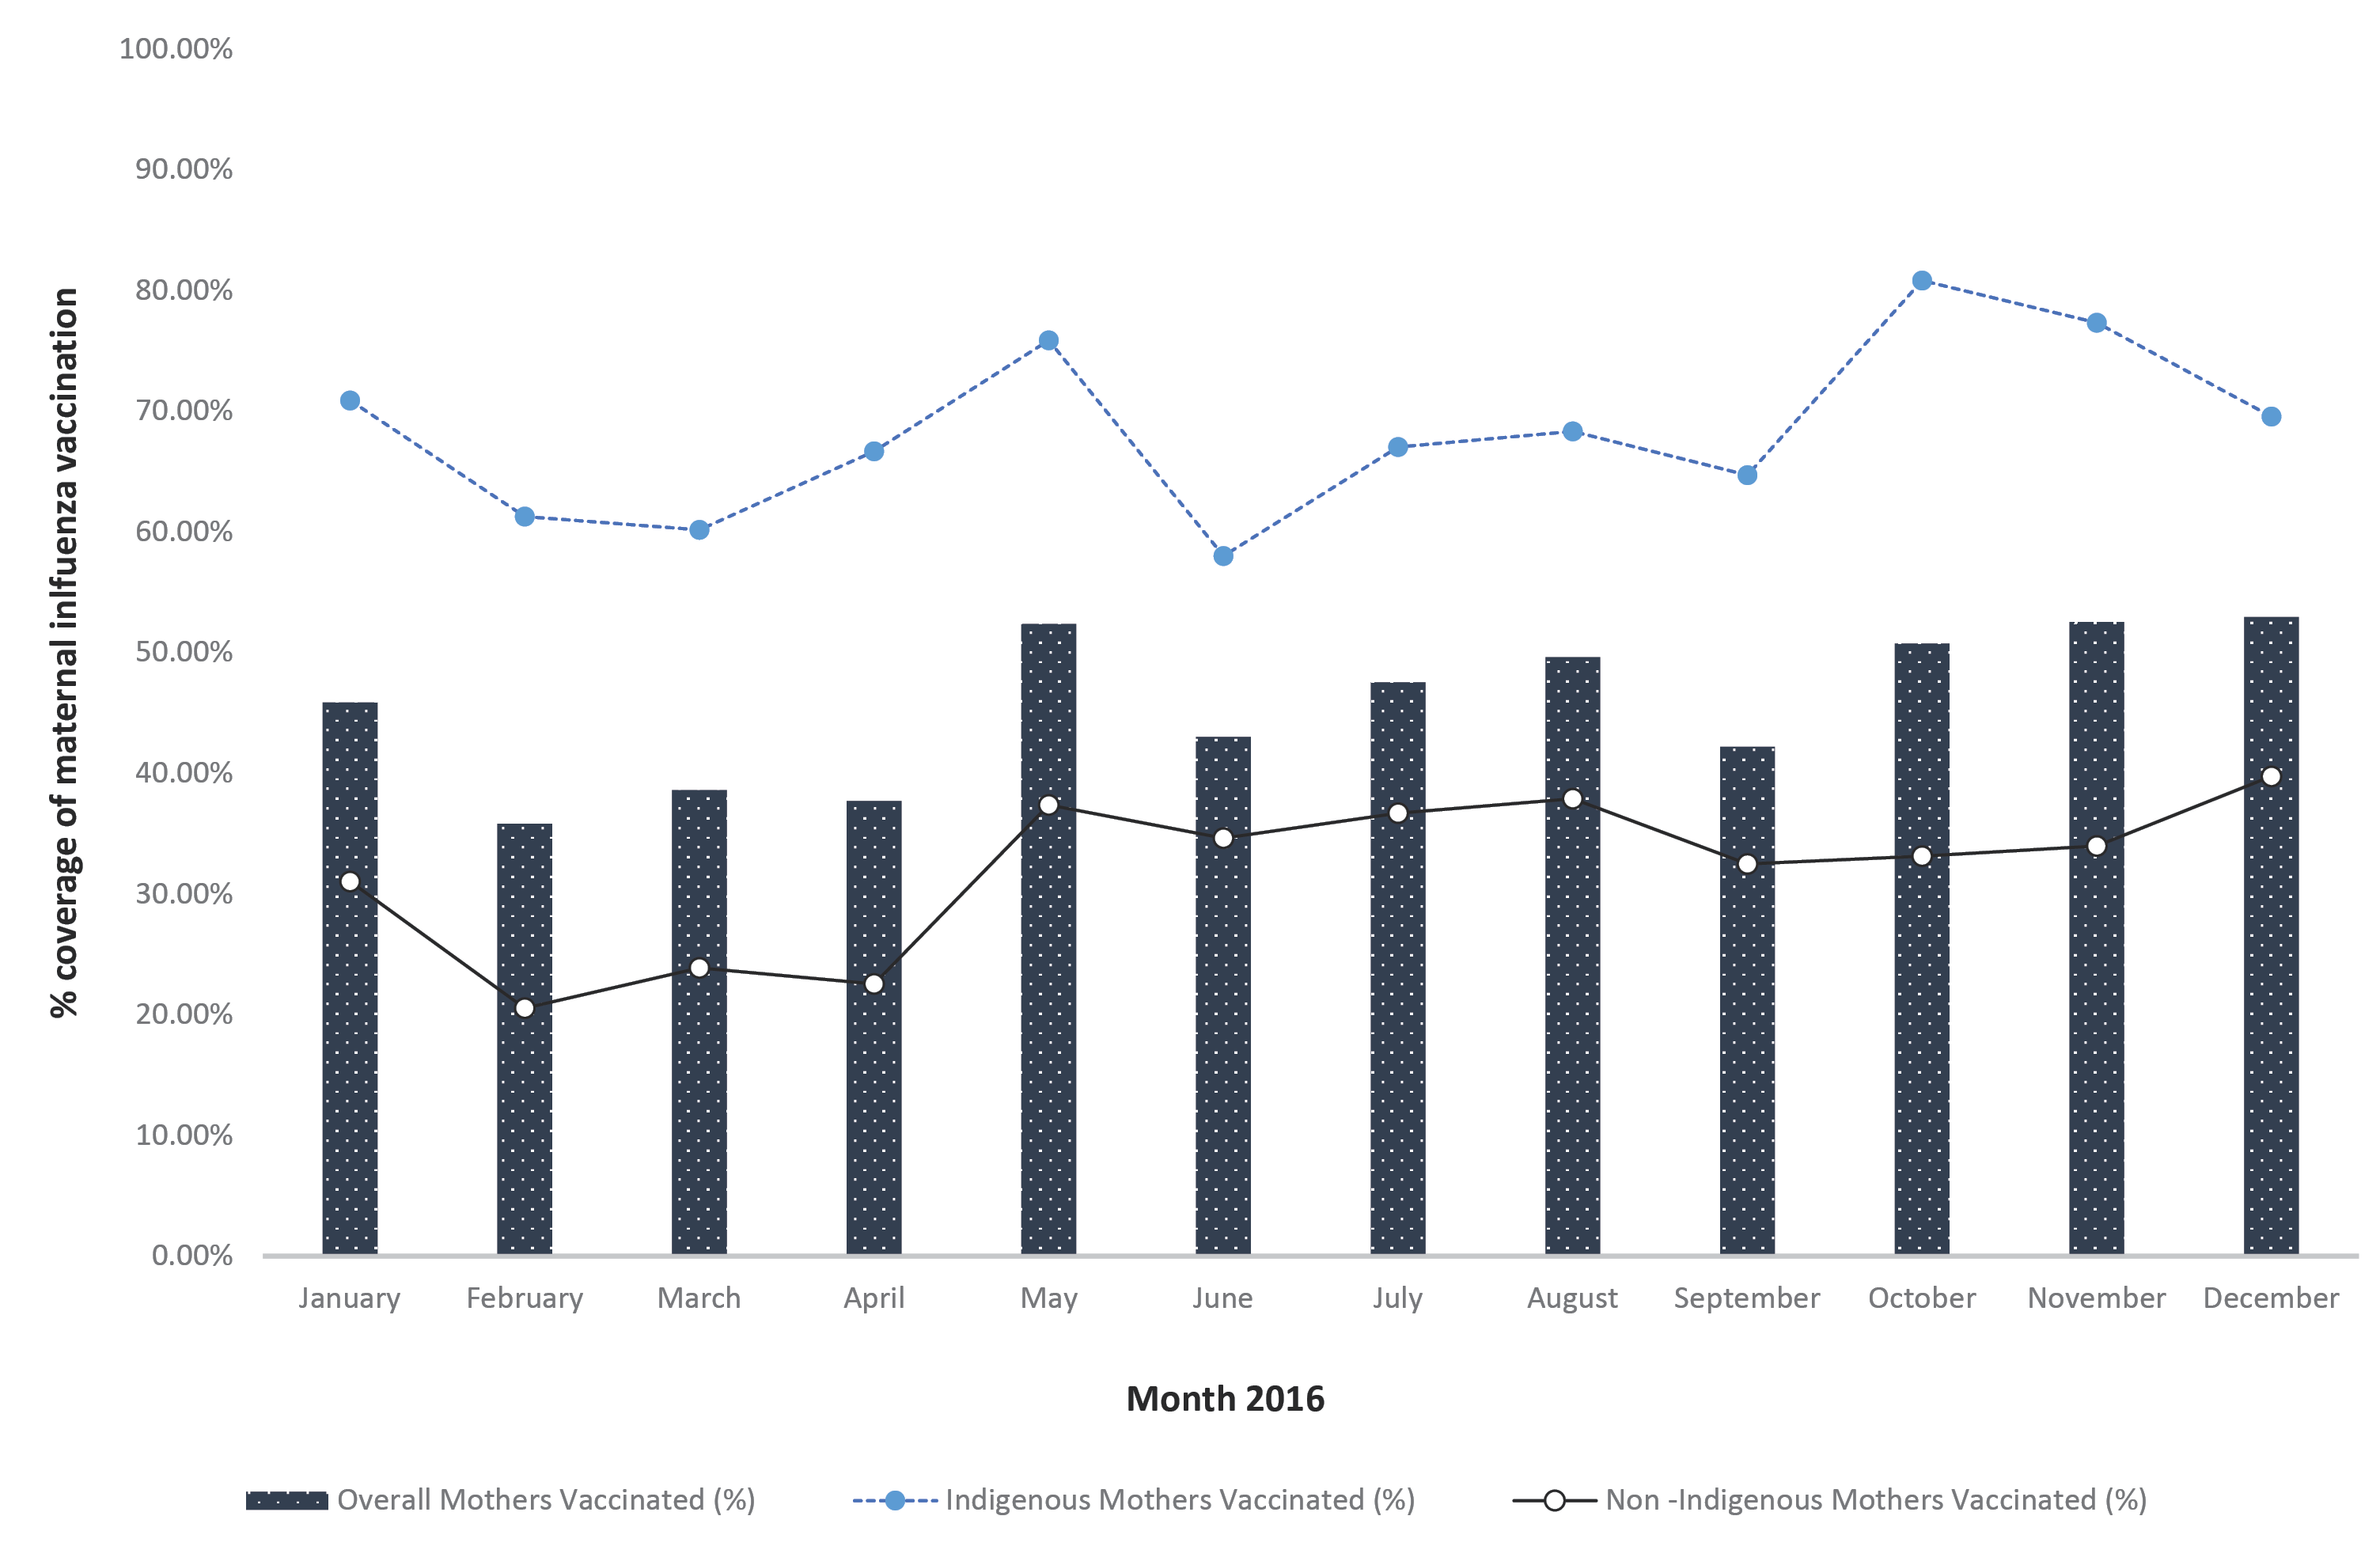 100.00%
90.00%
80.00%
70.00%
60.00%
50.00%
40.00%
30.00%
20.00%
10.00%
0.00%
% coverage of maternal inlfuenza vaccination
January February March April May June July August September October November December
Month 2016
Overall Mothers Vaccinated (%) Indigenous Mothers Vaccinated (%) Non -Indigenous Mothers Vaccinated (%)